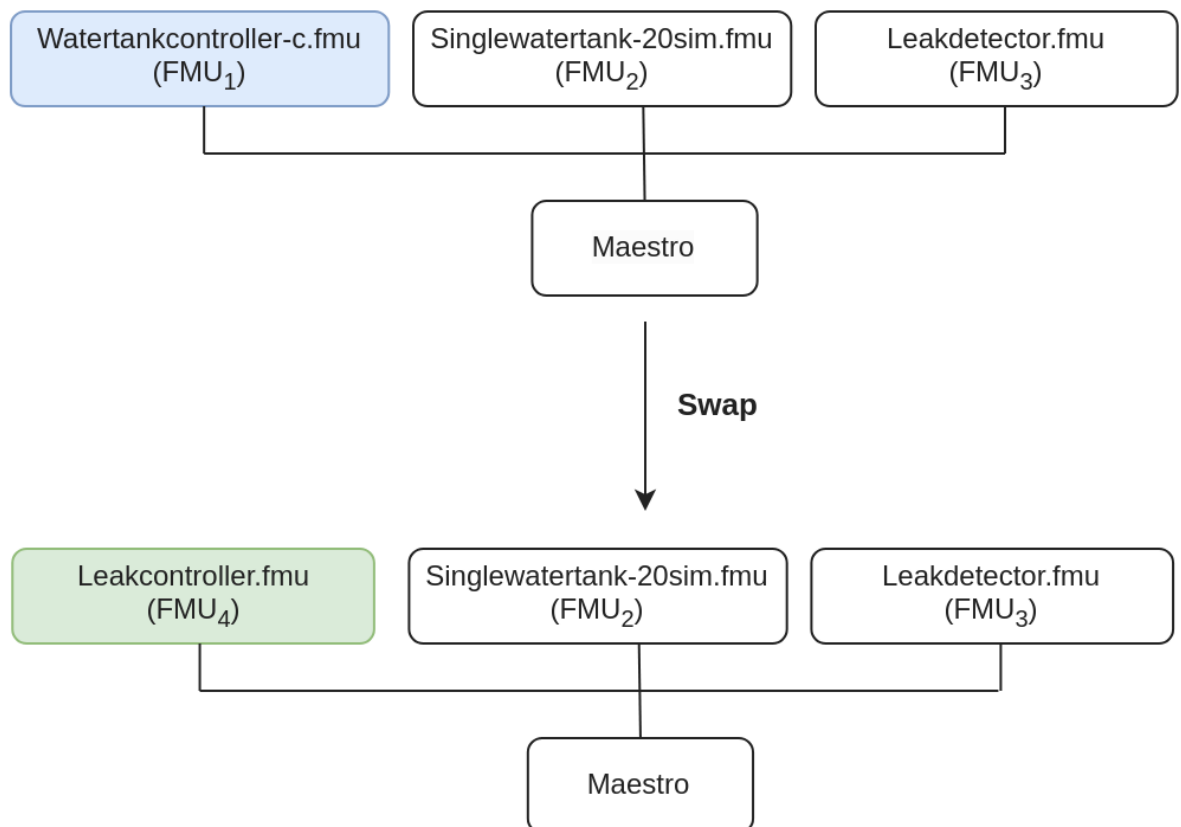 Watertankcontroller-c.fmu
(FMU1)
Singlewatertank-20sim.fmu
(FMU2)
Leakdetector.fmu
(FMU3)
Maestro
Swap
Leakcontroller.fmu
(FMU4)
Singlewatertank-20sim.fmu
(FMU2)
Leakdetector.fmu
(FMU3)
Maestro